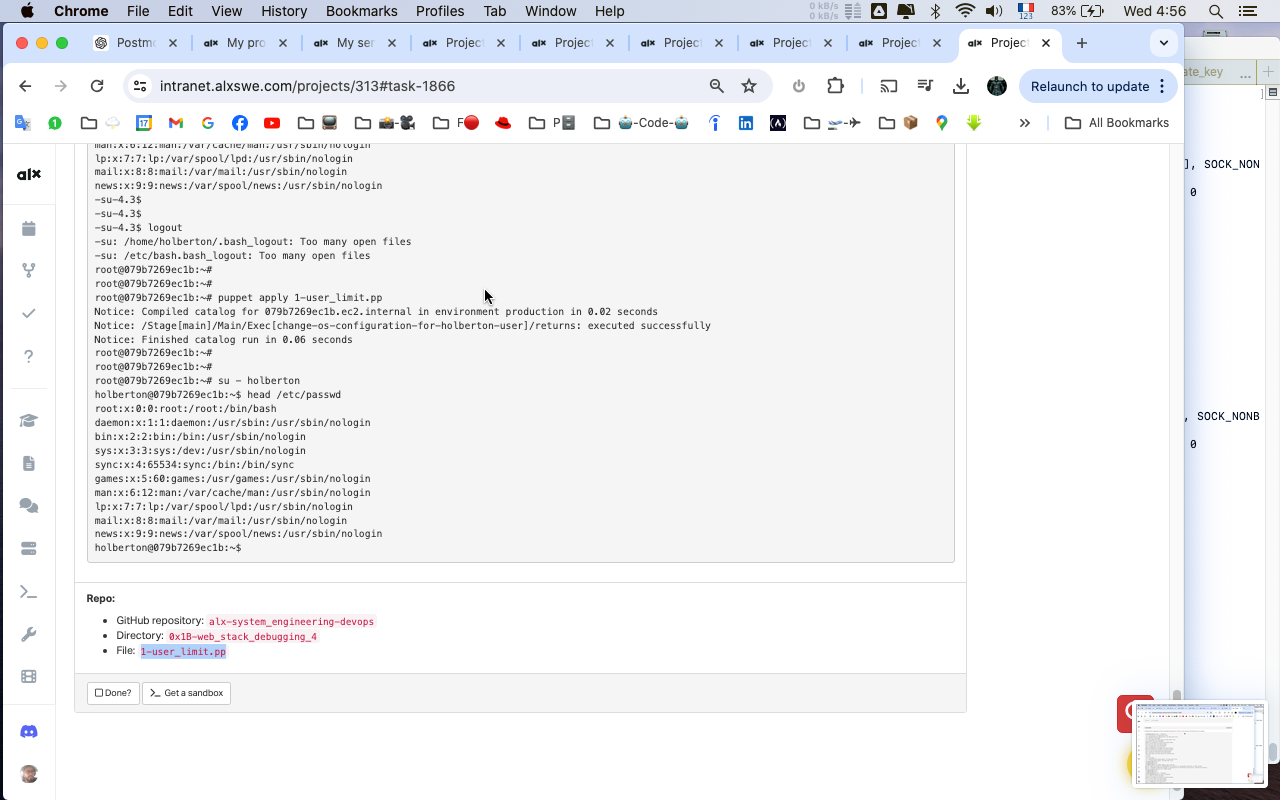 Chrome File Edit View History Bookmarks Profiles Tab Window Help 0 kB/s 0 kB/s 123 83% Wed 4:56
Postm alx My pro alx My ser alx Project alx Project alx Project alx Project alx Project alx Project
ate_key ...
intranet.alxswe.com/projects/313#task-1866 Relaunch to update
F P -Code- All Bookmarks
alx
man:x:6:12:man:/var/cache/man:/usr/sbin/nologin
lp:x:7:7:lp:/var/spool/lpd:/usr/sbin/nologin
], SOCK_NON
mail:x:8:8:mail:/var/mail:/usr/sbin/nologin
news:x:9:9:news:/var/spool/news:/usr/sbin/nologin
0
-su-4.3$
-su-4.3$
-su-4.3$ logout
-su: /home/holberton/.bash_logout: Too many open files
-su: /etc/bash.bash_logout: Too many open files
root@079b7269ec1b:~#
root@079b7269ec1b:~#
root@079b7269ec1b:~# puppet apply 1-user_limit.pp
Notice: Compiled catalog for 079b7269ec1b.ec2.internal in environment production in 0.02 seconds
Notice: /Stage[main]/Main/Exec[change-os-configuration-for-holberton-user]/returns: executed successfully
Notice: Finished catalog run in 0.06 seconds
root@079b7269ec1b:~#
root@079b7269ec1b:~#
root@079b7269ec1b:~# su - holberton
holberton@079b7269ec1b:~$ head /etc/passwd
root:x:0:0:root:/root:/bin/bash
, SOCK_NONB
daemon:x:1:1:daemon:/usr/sbin:/usr/sbin/nologin
bin:x:2:2:bin:/bin:/usr/sbin/nologin
0
sys:x:3:3:sys:/dev:/usr/sbin/nologin
sync:x:4:65534:sync:/bin:/bin/sync
games:x:5:60:games:/usr/games:/usr/sbin/nologin
man:x:6:12:man:/var/cache/man:/usr/sbin/nologin
lp:x:7:7:lp:/var/spool/lpd:/usr/sbin/nologin
mail:x:8:8:mail:/var/mail:/usr/sbin/nologin
news:x:9:9:news:/var/spool/news:/usr/sbin/nologin
holberton@079b7269ec1b:~$
Repo:
GitHub repository: alx-system_engineering-devops
Directory: 0x1B-web_stack_debugging_4
File: 1-user_limit.pp
Done? Get a sandbox